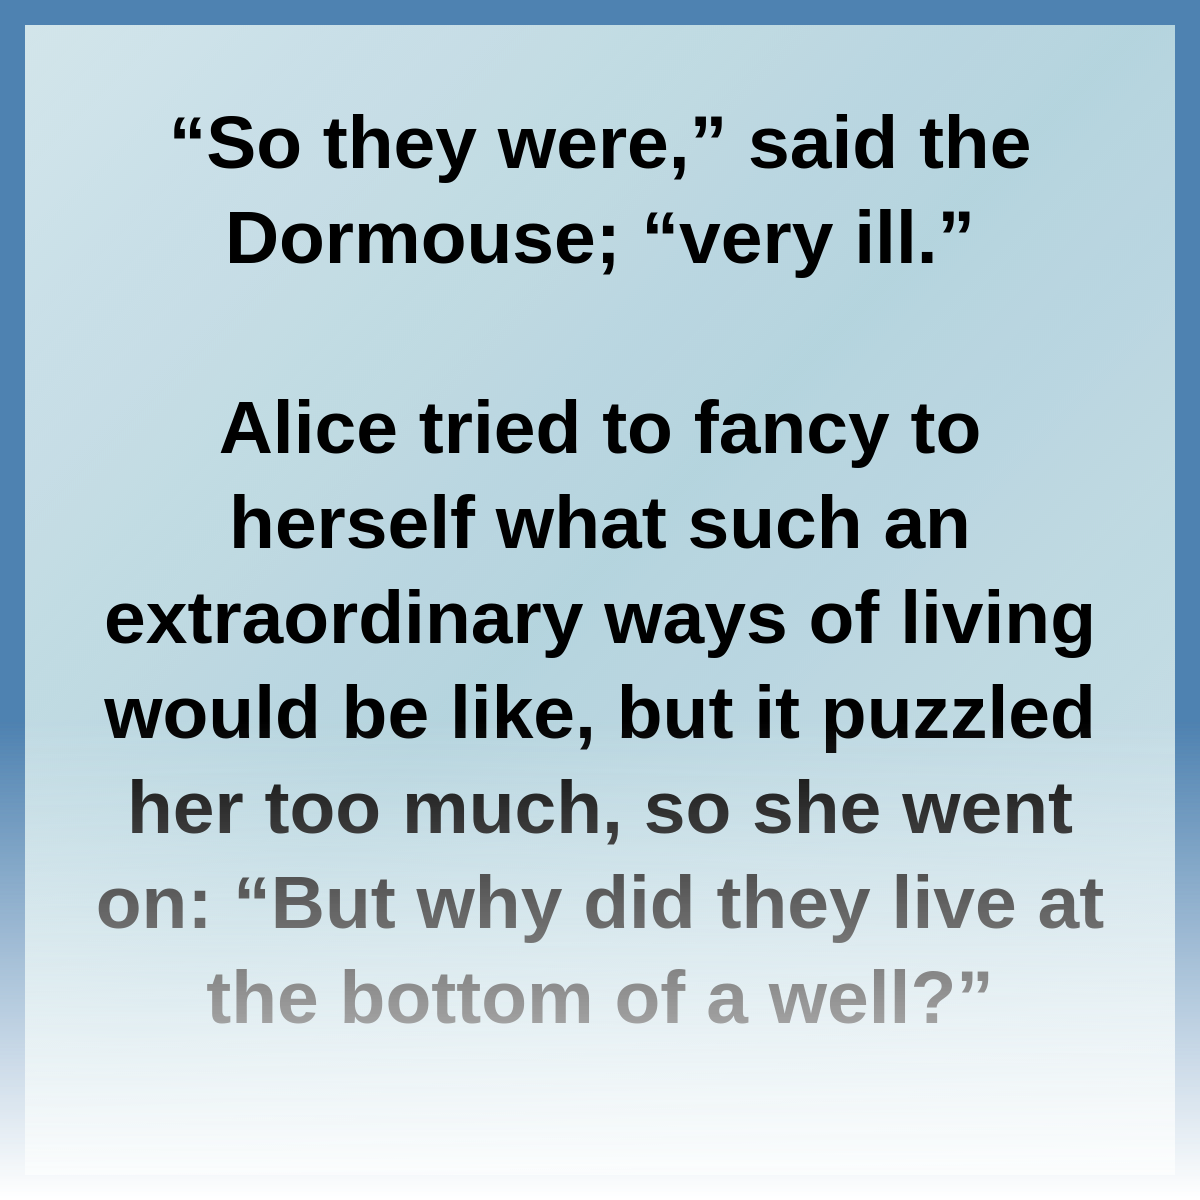 “So they were,” said the
Dormouse; “very ill.”
Alice tried to fancy to
herself what such an
extraordinary ways of living
would be like, but it puzzled
her too much, so she went
on: “But why did they live at
the bottom of a well?”